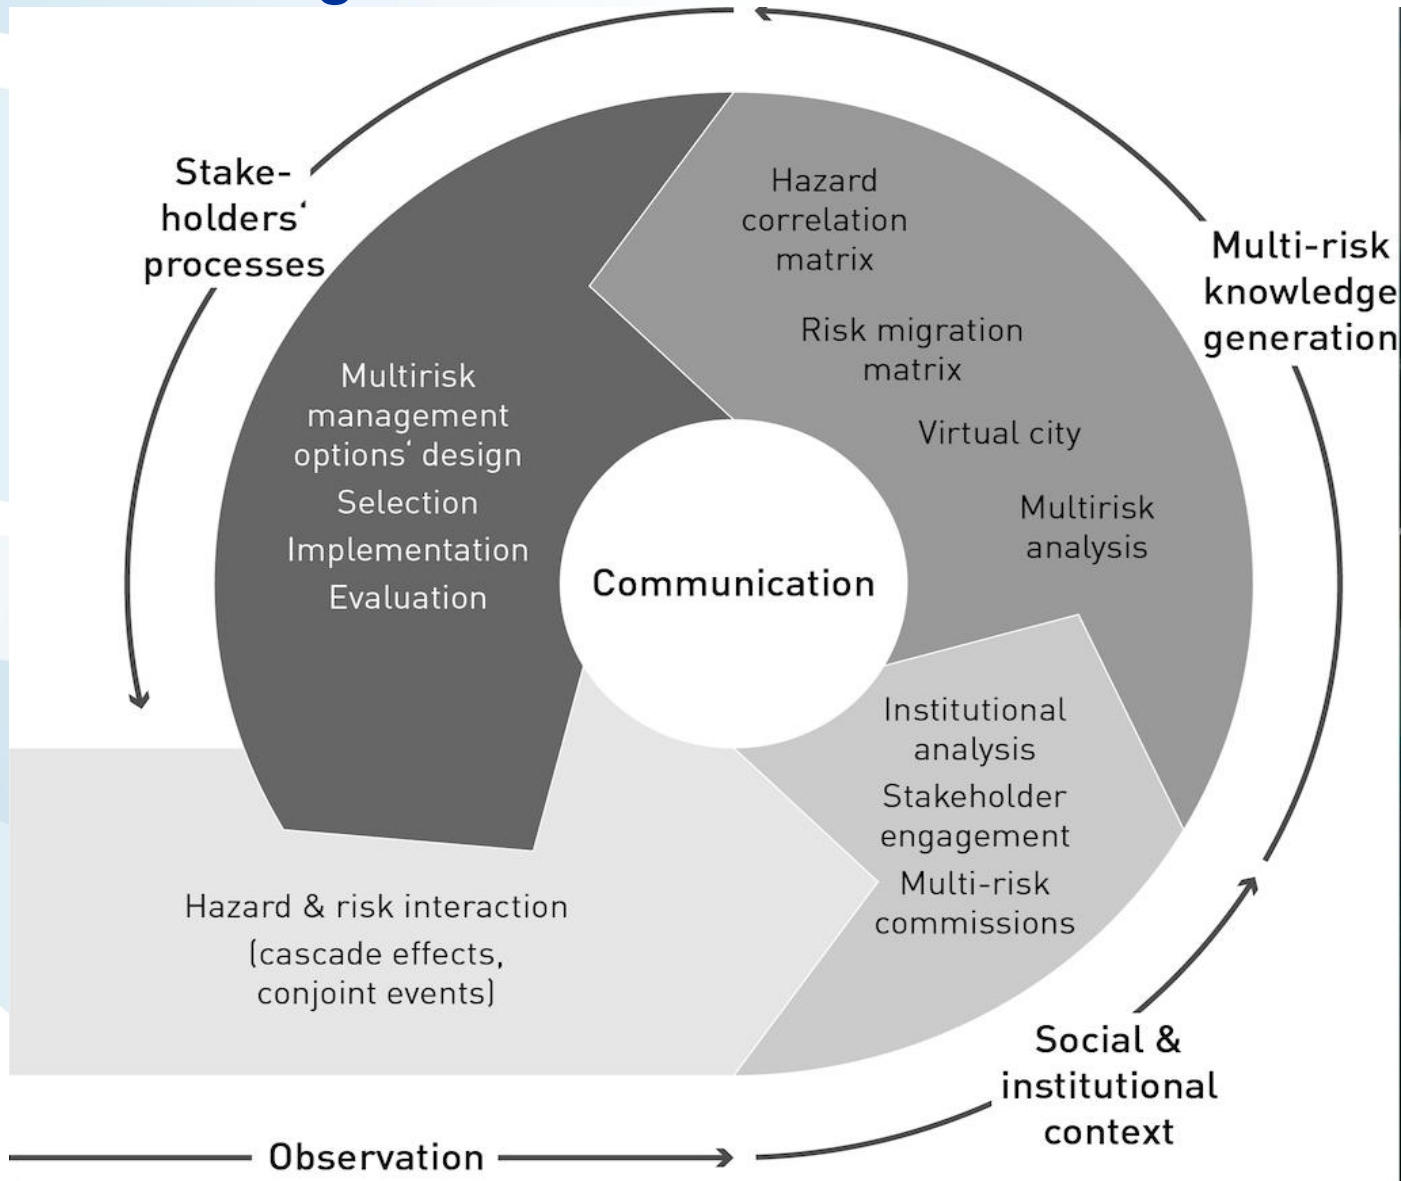 Stake-
holders‘
processes
Hazard
correlation
matrix
Multi-risk
knowledge
generation
Risk migration
matrix
Virtual city
Multirisk
analysis
Multirisk
management
options‘ design
Selection
Implementation
Evaluation
Communication
Institutional
analysis
Stakeholder
engagement
Multi-risk
commissions
Hazard & risk interaction
(cascade effects,
conjoint events)
Social &
institutional
context
Observation